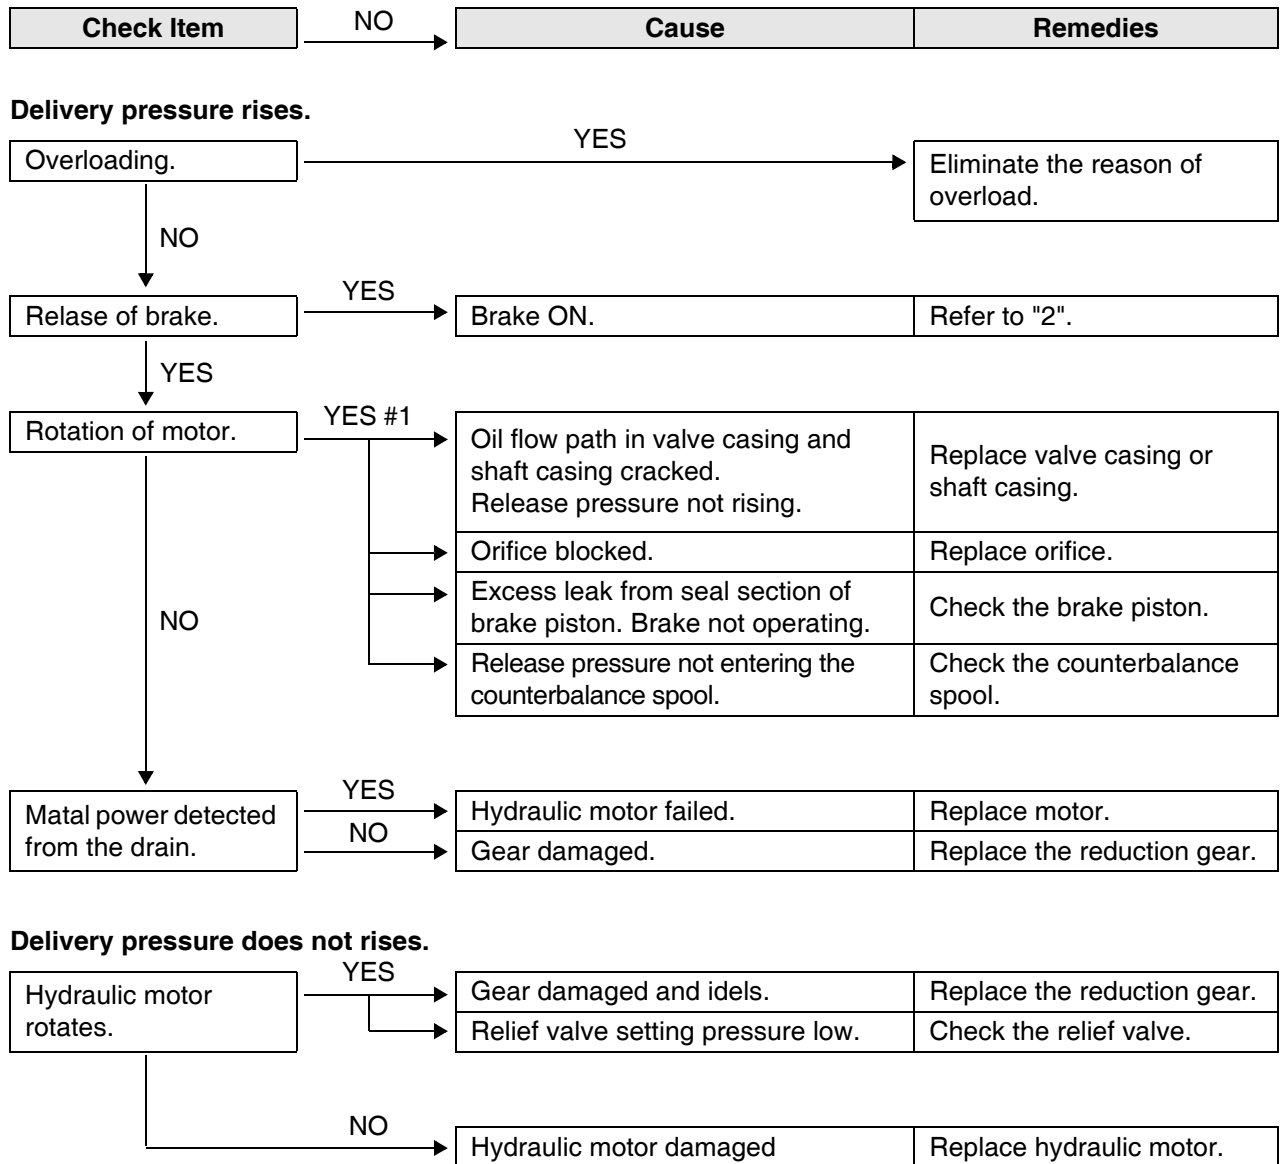 Check Item
NO
Cause
Remedies
Delivery pressure rises.
Overloading.
YES
Eliminate the reason of
overload.
NO
Relase of brake.
YES
Brake ON.
Refer to "2".
YES
Rotation of motor.
YES #1
Oil flow path in valve casing and
shaft casing cracked.
Release pressure not rising.
Replace valve casing or
shaft casing.
Orifice blocked.
Replace orifice.
Excess leak from seal section of
brake piston. Brake not operating.
Check the brake piston.
Release pressure not entering the
counterbalance spool.
Check the counterbalance
spool.
NO
Matal power detected
from the drain.
YES
Hydraulic motor failed.
Replace motor.
NO
Gear damaged.
Replace the reduction gear.
Delivery pressure does not rises.
Hydraulic motor
rotates.
YES
Gear damaged and idels.
Replace the reduction gear.
Relief valve setting pressure low.
Check the relief valve.
NO
Hydraulic motor damaged
Replace hydraulic motor.